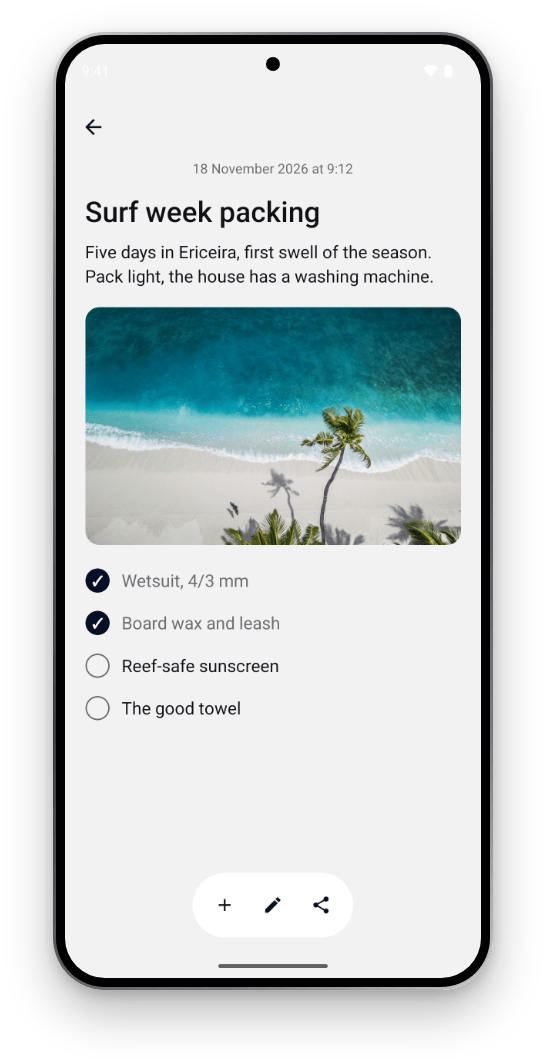 9:41
18 November 2026 at 9:12
Surf week packing
Five days in Ericeira, first swell of the season.
Pack light, the house has a washing machine.
Wetsuit, 4/3 mm
Board wax and leash
Reef-safe sunscreen
The good towel